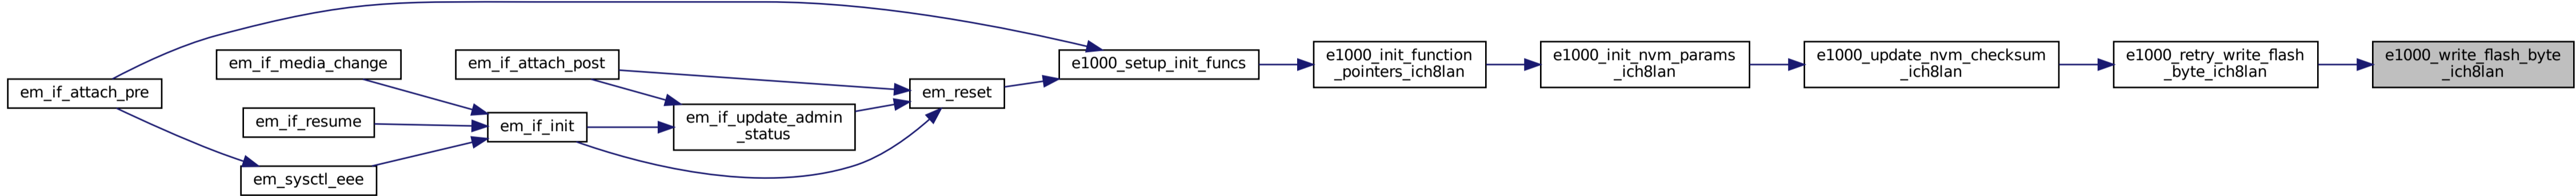 em_if_attach_pre
em_if_media_change
em_if_resume
em_sysctl_eee
em_if_attach_post
em_if_init
em_if_update_admin
_status
em_reset
e1000_setup_init_funcs
e1000_init_function
_pointers_ich8lan
e1000_init_nvm_params
_ich8lan
e1000_update_nvm_checksum
_ich8lan
e1000_retry_write_flash
_byte_ich8lan
e1000_write_flash_byte
_ich8lan